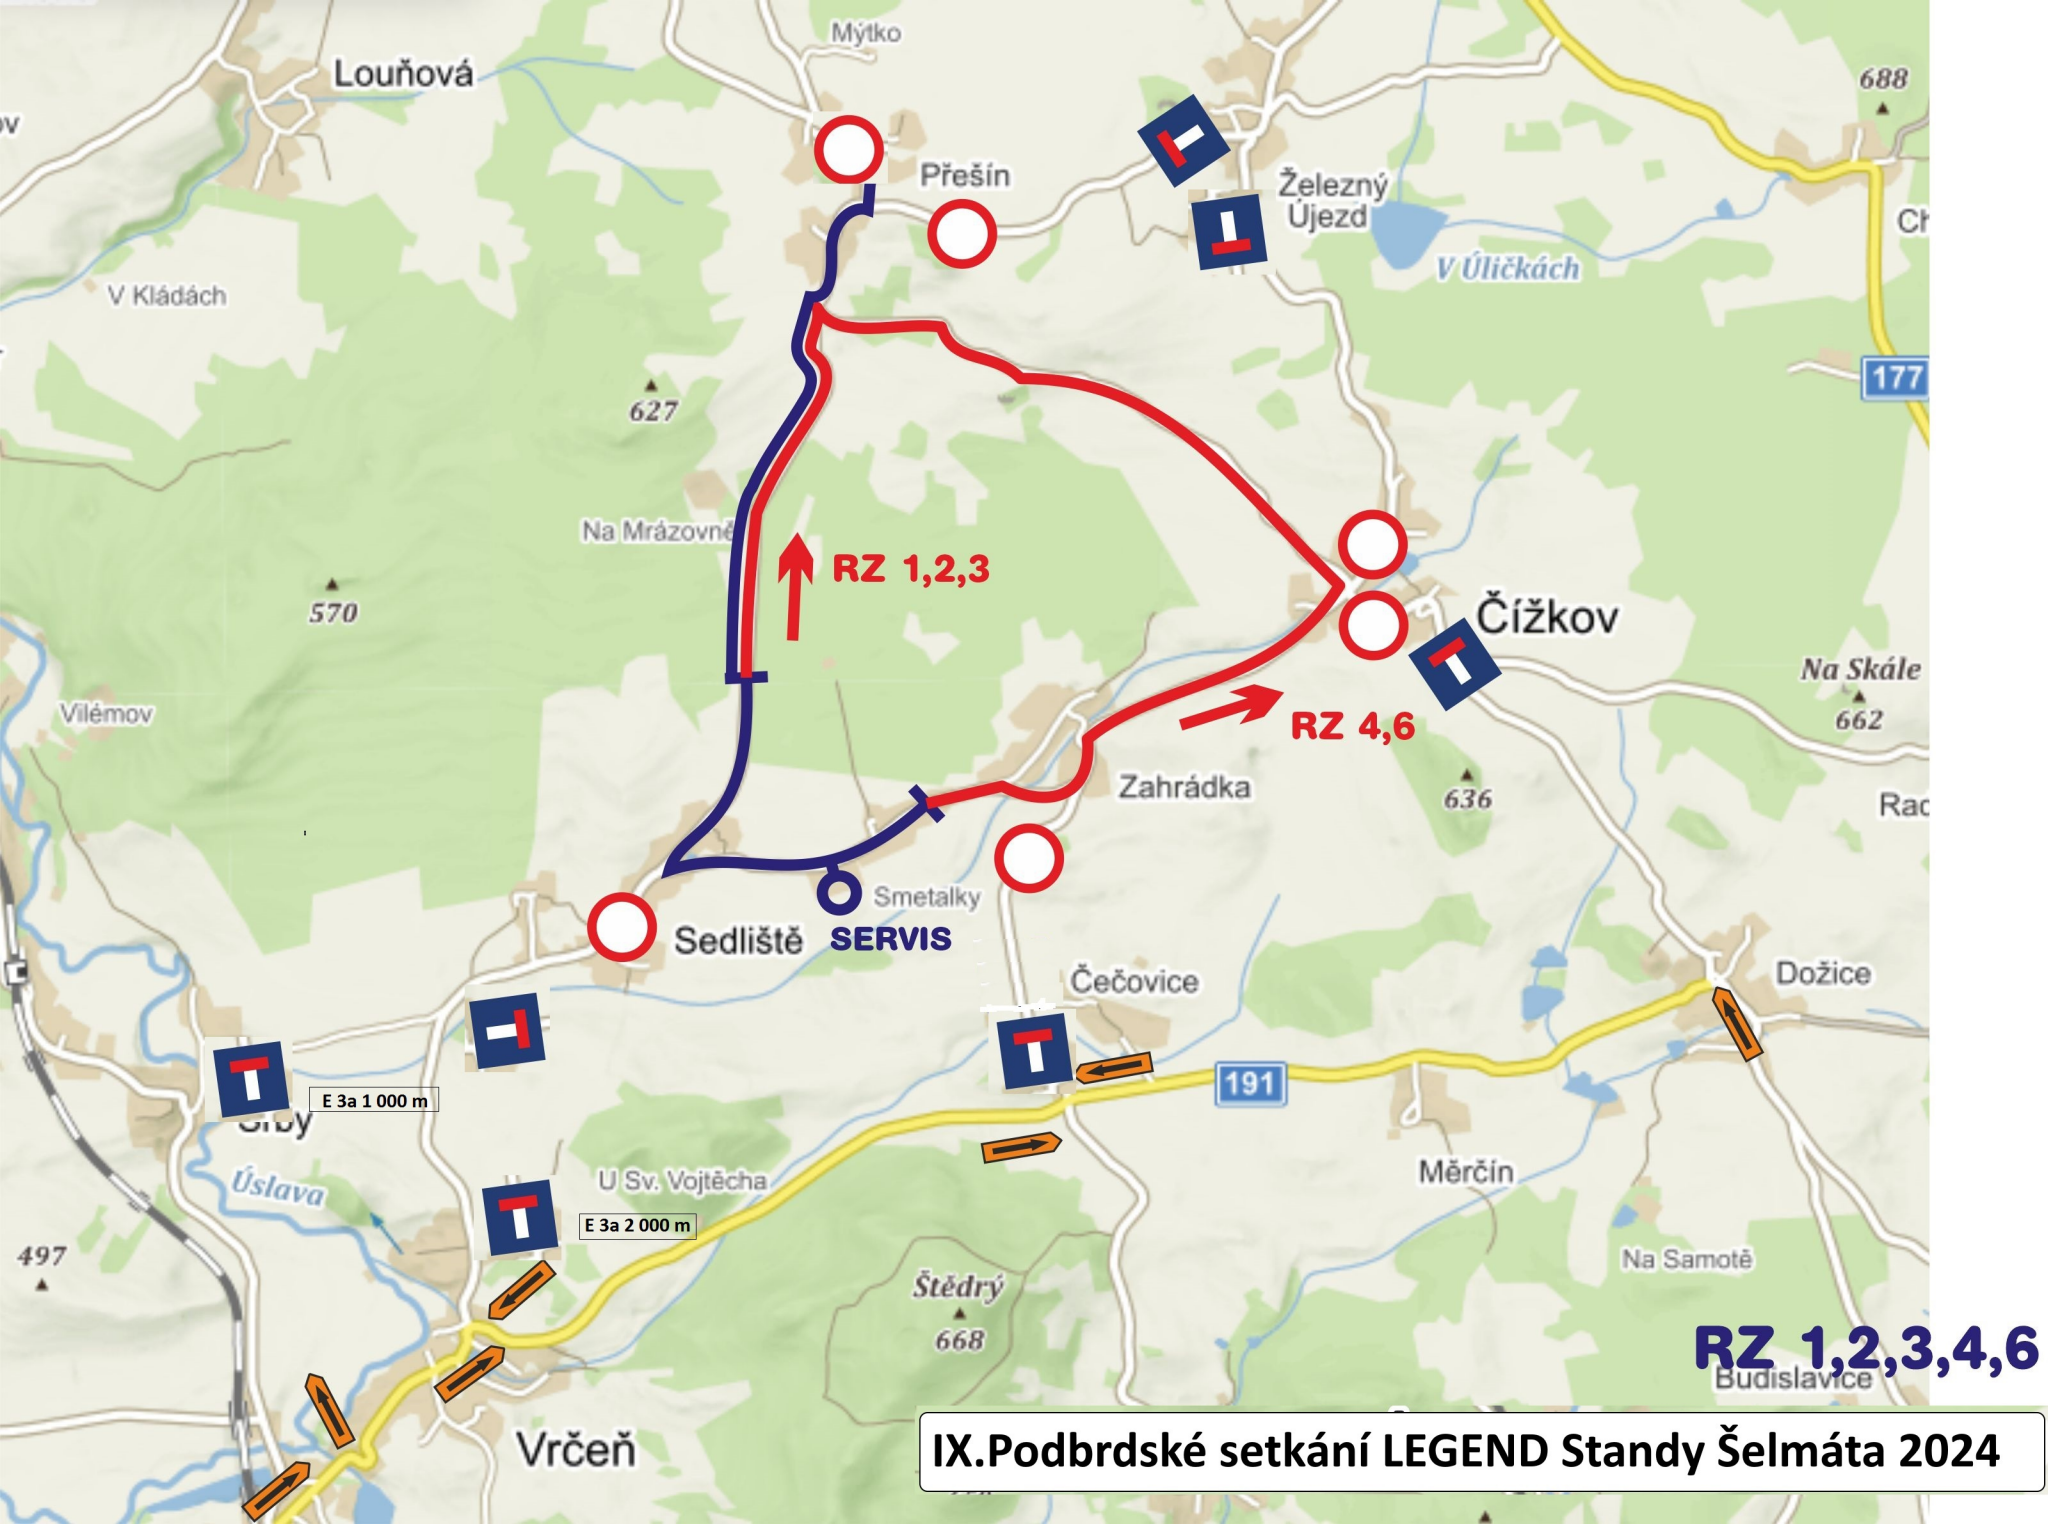 Mýtko
Louňová
688
Přešín
Železný
Újezd
V Úličkách
V Kládách
177
627
Na Mrázovně
RZ 1,2,3
570
Čížkov
Na Skále
662
Vilémov
RZ 4,6
Zahrádka
636
Smetalky
Sedliště
SERVIS
Čečovice
Dožice
191
E 3a 1 000 m
Úslava
U Sv. Vojtěcha
Měrčín
E 3a 2 000 m
497
Na Samotě
Štědrý
668
RZ 1,2,3,4,6
Budislavice
Vrčeň
IX.Podbrdské setkání LEGEND Standy Šelmáta 2024